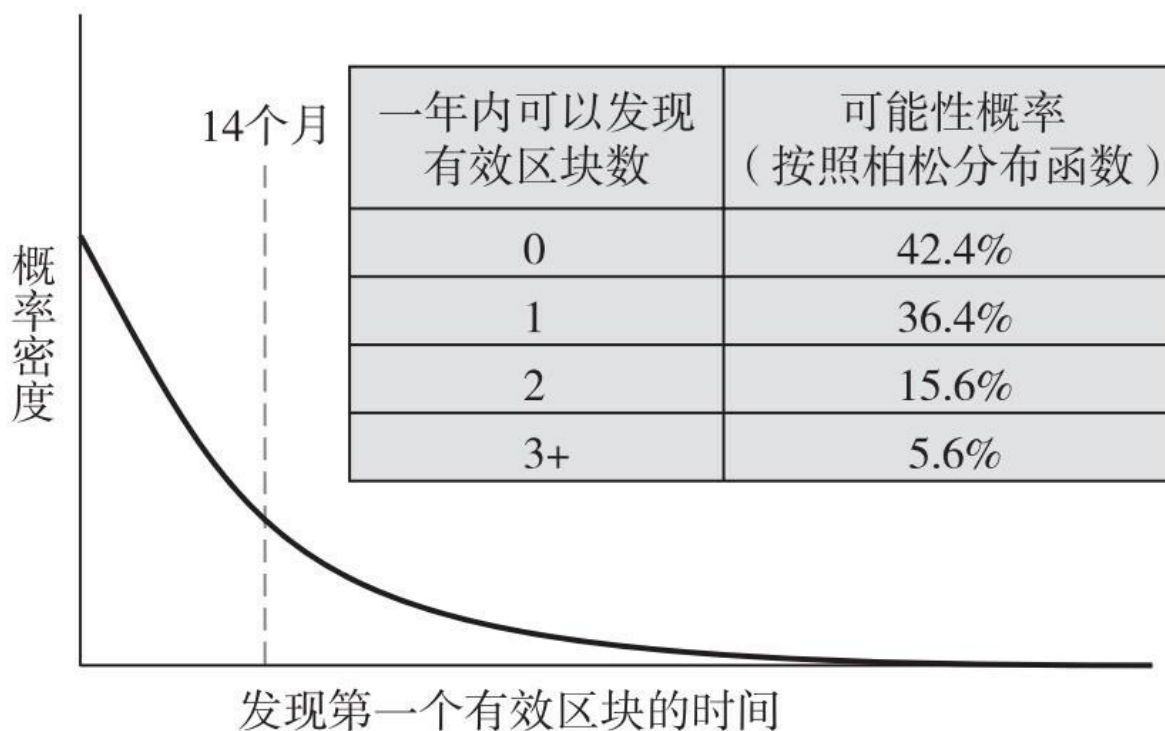 14个月
一年内可以发现
有效区块数
可能性概率
（按照柏松分布函数）
0
42.4%
1
36.4%
2
15.6%
3+
5.6%
概率密度
发现第一个有效区块的时间